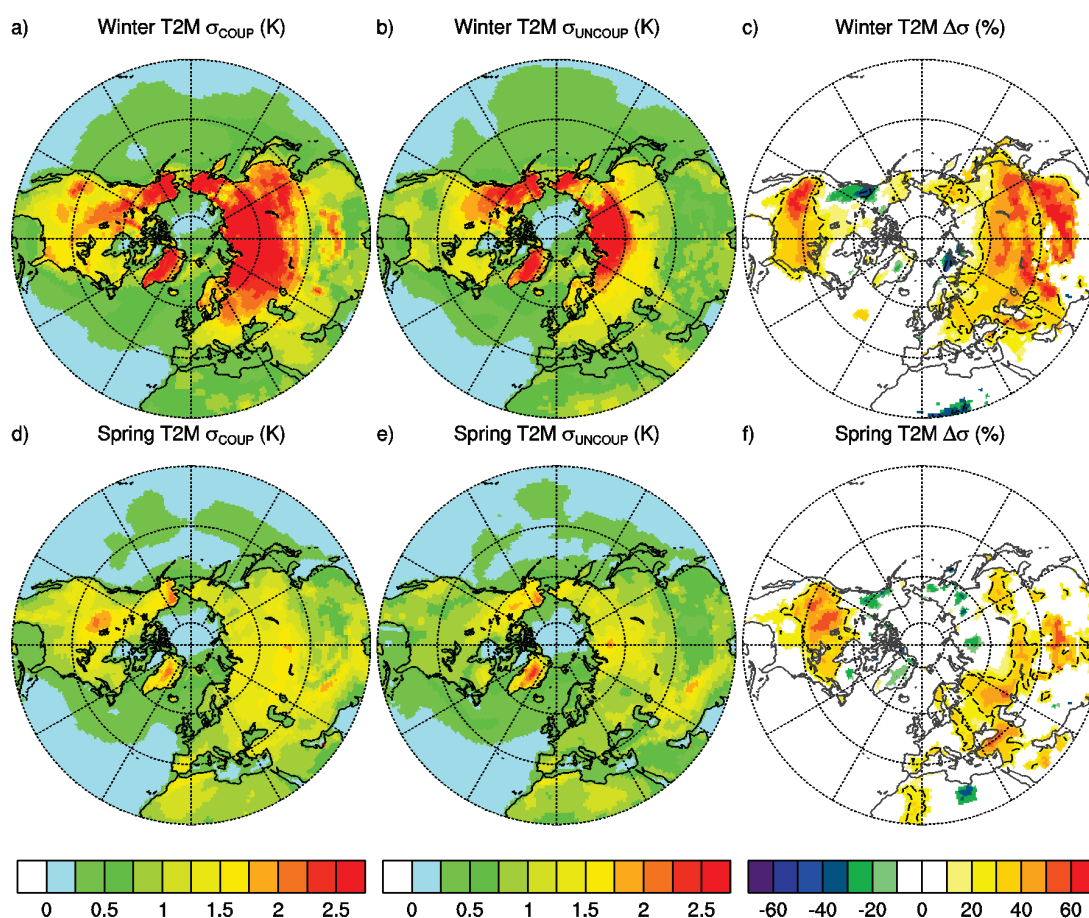 a) Winter T2M σCOUP (K)
b) Winter T2M σUNCOUP (K)
c) Winter T2M Δσ (%)
d) Spring T2M σCOUP (K)
e) Spring T2M σUNCOUP (K)
f) Spring T2M Δσ (%)
0 0.5 1 1.5 2 2.5
0 0.5 1 1.5 2 2.5
-60 -40 -20 0 20 40 60